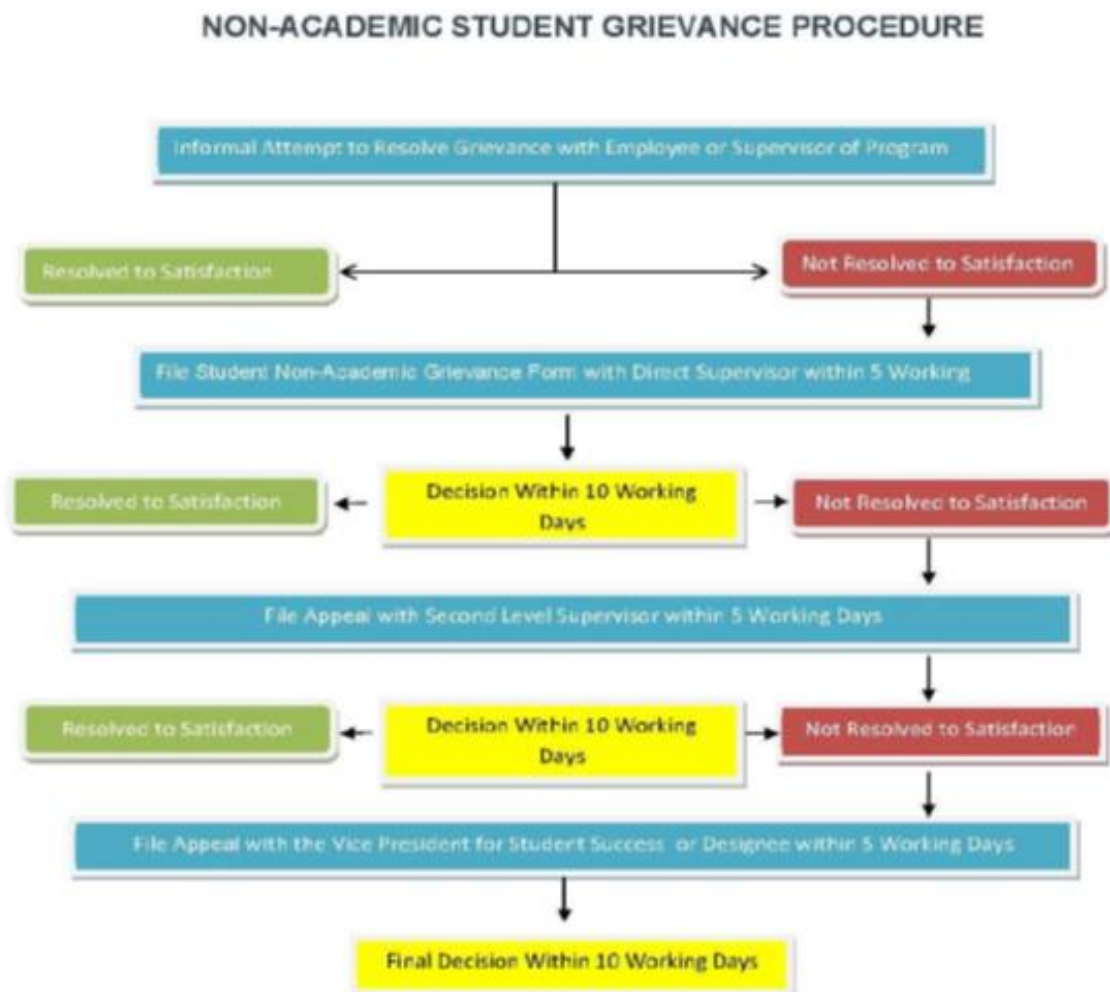 NON-ACADEMIC STUDENT GRIEVANCE PROCEDURE
Informal Attempt to Resolve Grievance with Employee or Supervisor of Program
Resolved to Satisfaction
Not Resolved to Satisfaction
File Student Non-Academic Grievance Form with Direct Supervisor within 5 Working
Resolved to Satisfaction
Decision Within 10 Working
Days
Not Resolved to Satisfaction
File Appeal with Second Level Supervisor within 5 Working Days
Resolved to Satisfaction
Decision Within 10 Working
Days
Not Resolved to Satisfaction
File Appeal with the Vice President for Student Success or Designee within 5 Working Days
Final Decision Within 10 Working Days